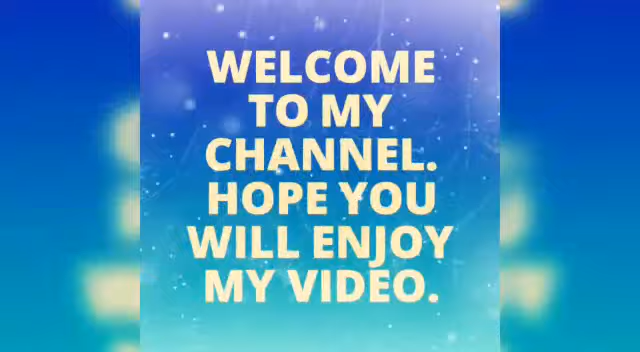 WELCOME
TO MY
CHANNEL.
HOPE YOU
WILL ENJOY
MY VIDEO.